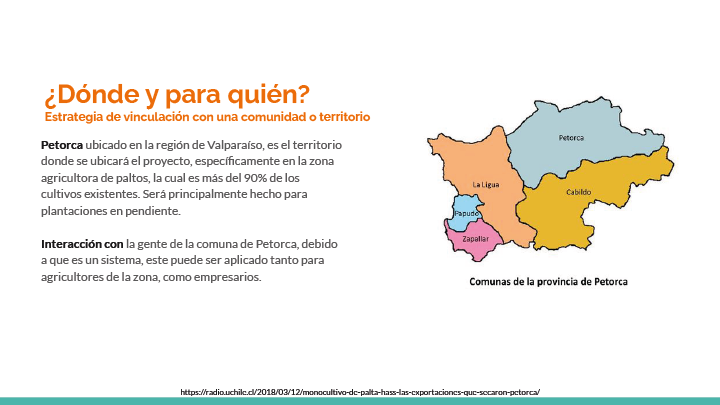 ¿Dónde y para quién?
Estrategia de vinculación con una comunidad o territorio
Petorca ubicado en la región de Valparaíso, es el territorio
donde se ubicará el proyecto, específicamente en la zona
agricultora de paltos, la cual es más del 90% de los
cultivos existentes. Será principalmente hecho para
plantaciones en pendiente.
Interacción con la gente de la comuna de Petorca, debido
a que es un sistema, este puede ser aplicado tanto para
agricultores de la zona, como empresarios.
Petorca
La Ligua
Cabildo
Papudo
Zapallar
Comunas de la provincia de Petorca
https://radio.uchile.cl/2018/03/12/monocultivo-de-palta-hass-las-exportaciones-que-secaron-petorca/